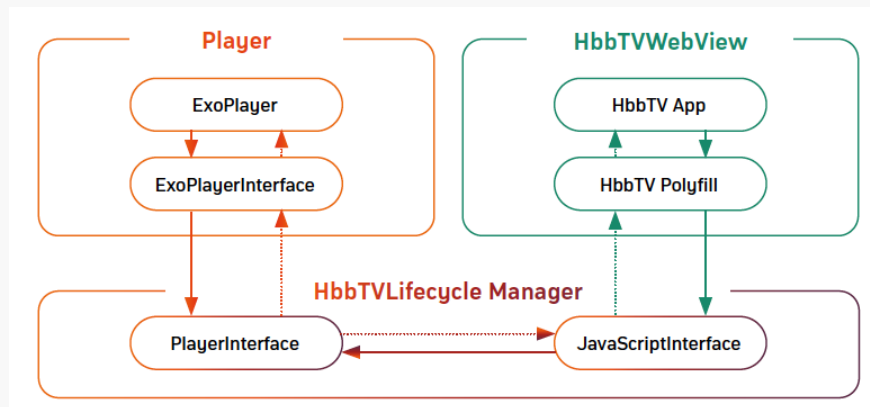 Player
HbbTVWebView
ExoPlayer
HbbTV App
ExoPlayerInterface
HbbTV Polyfill
HbbTVLifecycle Manager
PlayerInterface
JavaScriptInterface